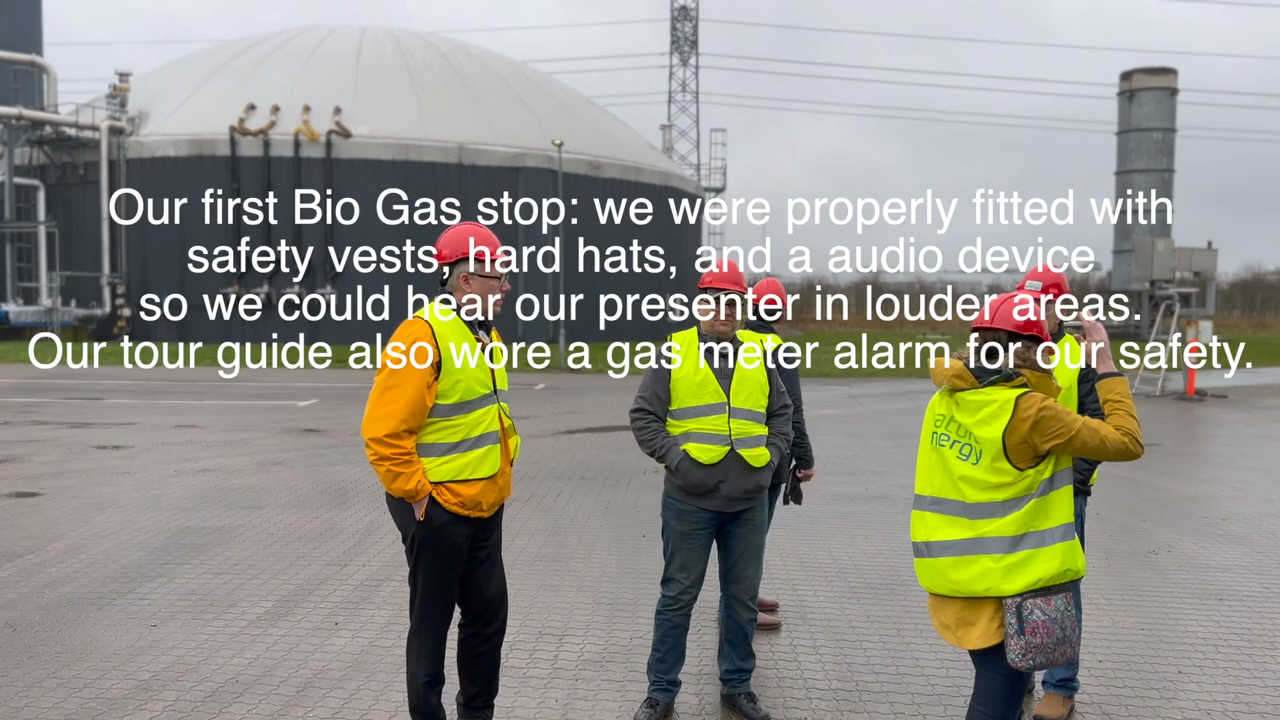 Our first Bio Gas stop: we were properly fitted with
safety vests, hard hats, and a audio device
so we could hear our presenter in louder areas.
Our tour guide also wore a gas meter alarm for our safety.
nergy